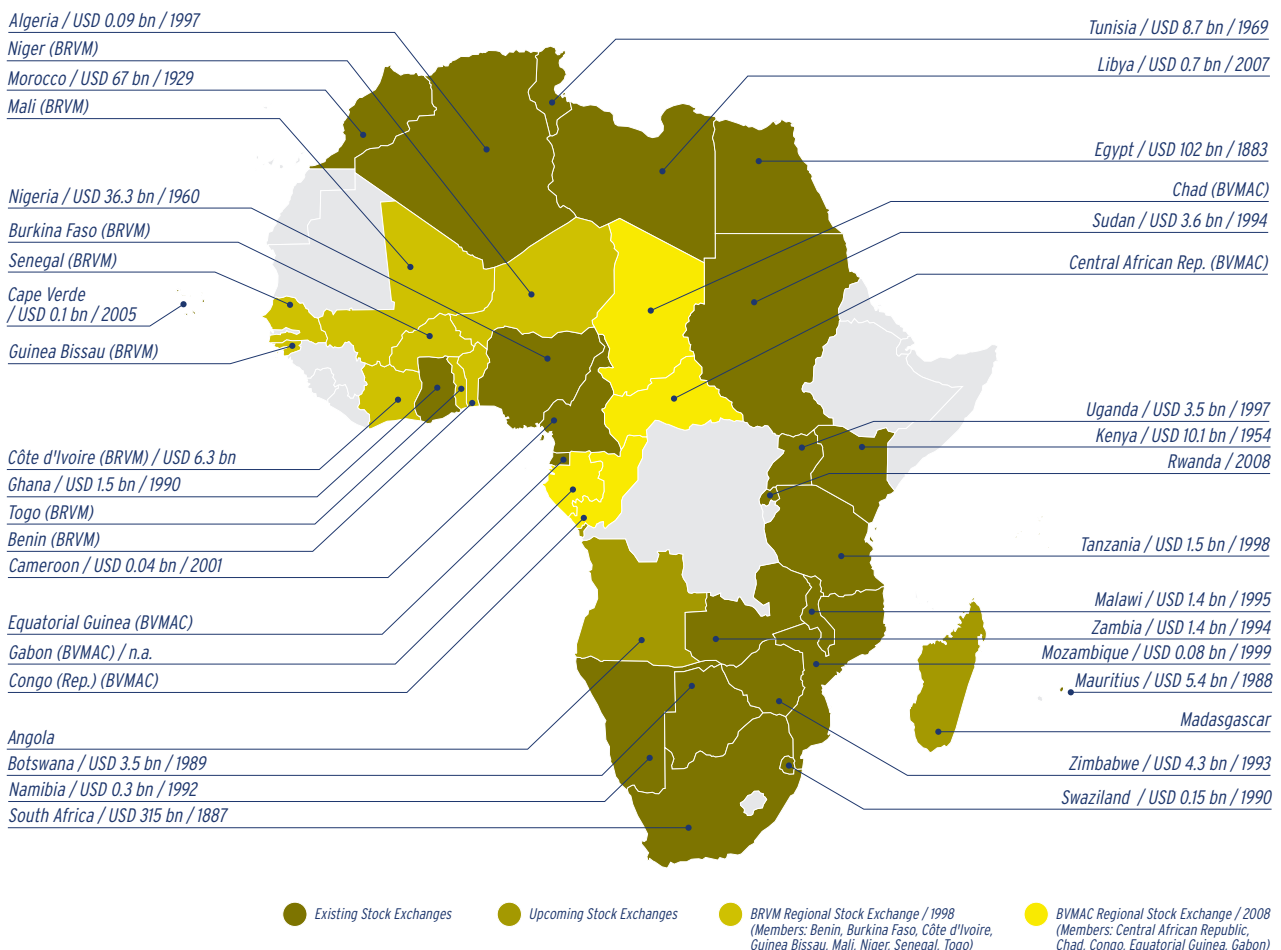 Algeria / USD 0.09 bn / 1997
Niger (BRVM)
Morocco / USD 67 bn / 1929
Mali (BRVM)
Nigeria / USD 36.3 bn / 1960
Burkina Faso (BRVM)
Senegal (BRVM)
Cape Verde
/ USD 0.1 bn / 2005
Guinea Bissau (BRVM)
Côte d'Ivoire (BRVM) / USD 6.3 bn
Ghana / USD 1.5 bn / 1990
Togo (BRVM)
Benin (BRVM)
Cameroon / USD 0.04 bn / 2001
Equatorial Guinea (BVMAC)
Gabon (BVMAC) / n.a.
Congo (Rep.) (BVMAC)
Angola
Botswana / USD 3.5 bn / 1989
Namibia / USD 0.3 bn / 1992
South Africa / USD 315 bn / 1887
Tunisia / USD 8.7 bn / 1969
Libya / USD 0.7 bn / 2007
Egypt / USD 102 bn / 1883
Chad (BVMAC)
Sudan / USD 3.6 bn / 1994
Central African Rep. (BVMAC)
Uganda / USD 3.5 bn / 1997
Kenya / USD 10.1 bn / 1954
Rwanda / 2008
Tanzania / USD 1.5 bn / 1998
Malawi / USD 1.4 bn / 1995
Zambia / USD 1.4 bn / 1994
Mozambique / USD 0.08 bn / 1999
Mauritius / USD 5.4 bn / 1988
Madagascar
Zimbabwe / USD 4.3 bn / 1993
Swaziland / USD 0.15 bn / 1990
Existing Stock Exchanges
Upcoming Stock Exchanges
BRVM Regional Stock Exchange / 1998
(Members: Benin, Burkina Faso, Côte d'Ivoire,
Guinea Bissau, Mali, Niger, Senegal, Togo)
BVMAC Regional Stock Exchange / 2008
(Members: Central African Republic,
Chad, Congo, Equatorial Guinea, Gabon)